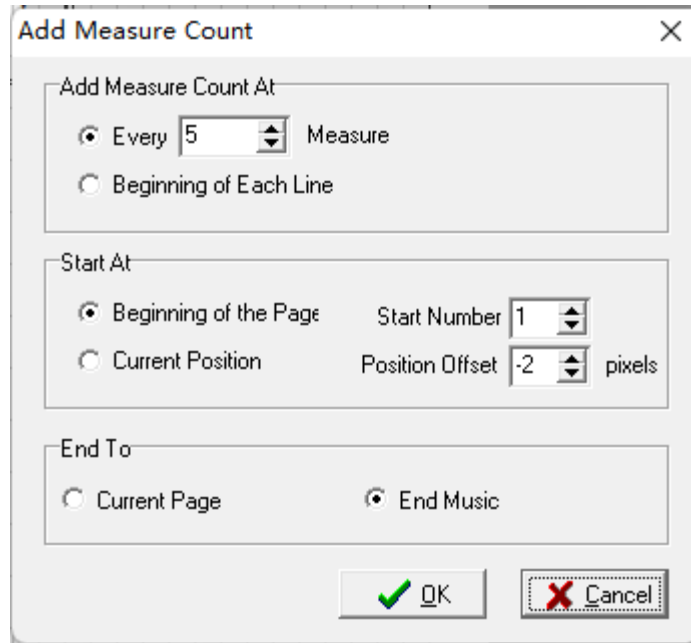 Add Measure Count
Add Measure Count At
Every 5 Measure
Beginning of Each Line
Start At
Beginning of the Page Start Number 1
Current Position Position Offset -2 pixels
End To
Current Page End Music
OK Cancel